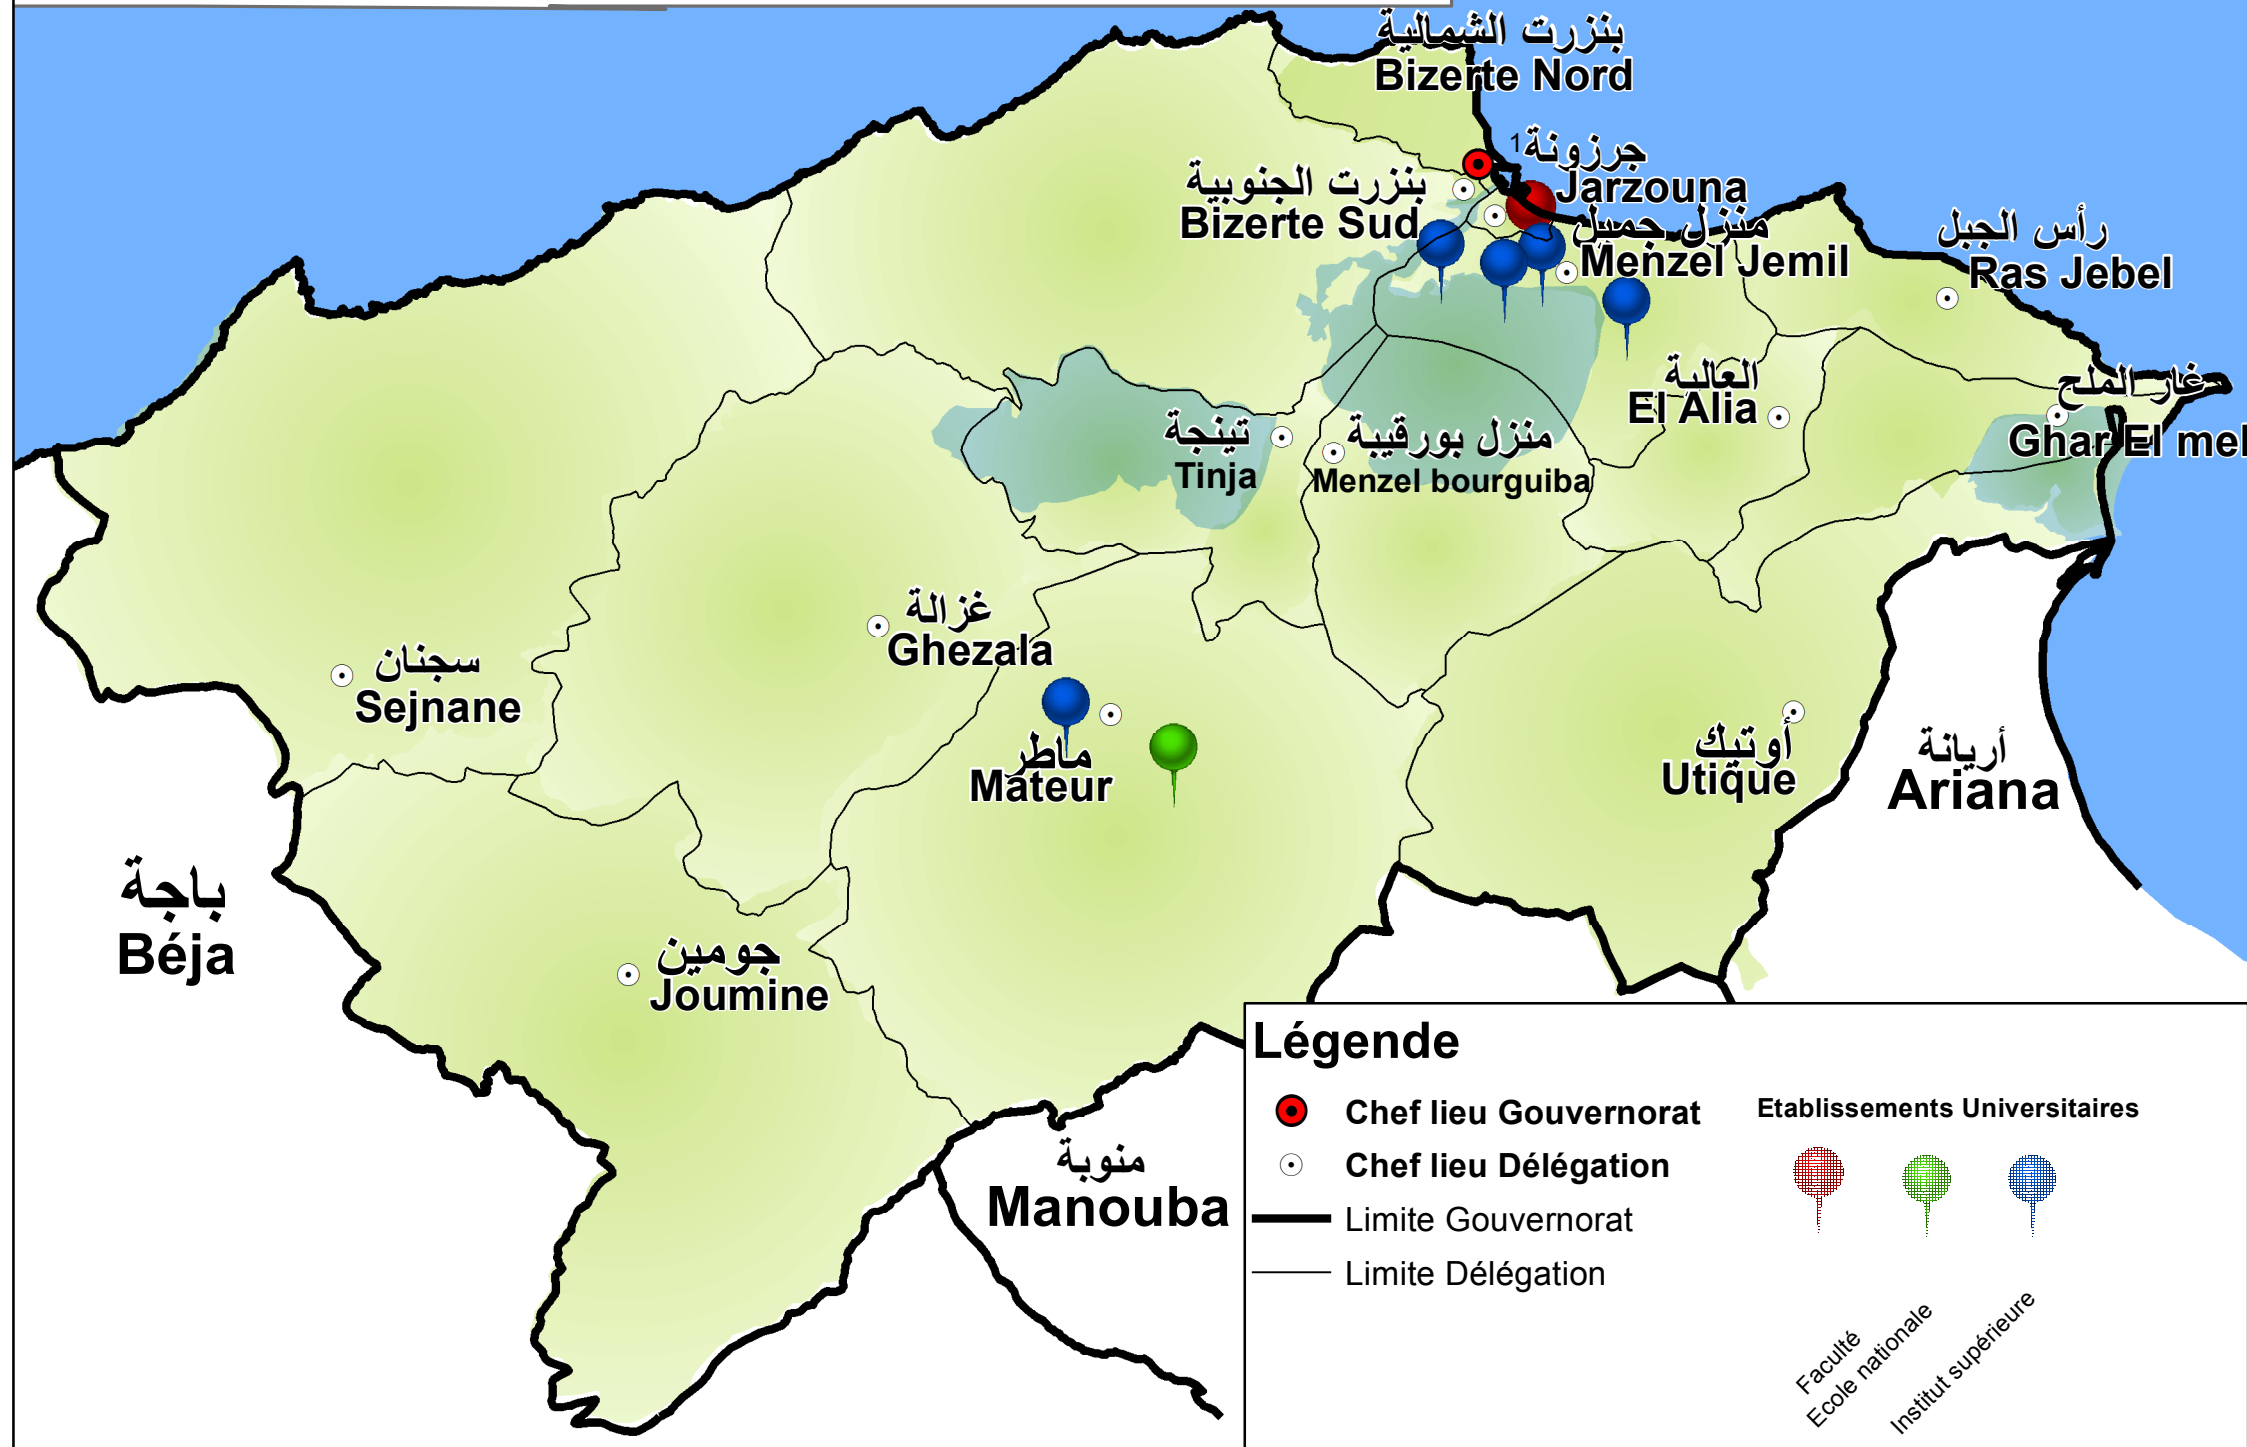 بنزرت الشمالية
Bizerte Nord
1
جرزونة
Jarzouna
بنزرت الجنوبية
Bizerte Sud
منزل جميل
Menzel Jemil
رأس الجبل
Ras Jebel
العالية
El Alia
غار الملح
Ghar El mel
تينجة
Tinja
منزل بورقيبة
Menzel bourguiba
غزالة
Ghezala
سجنان
Sejnane
ماطر
Mateur
أوتيك
Utique
أريانة
Ariana
باجة
Béja
جومين
Joumine
منوبة
Manouba
Légende
Chef lieu Gouvernorat
Chef lieu Délégation
Limite Gouvernorat
Limite Délégation
Etablissements Universitaires
Faculté
Ecole nationale
Institut supérieure